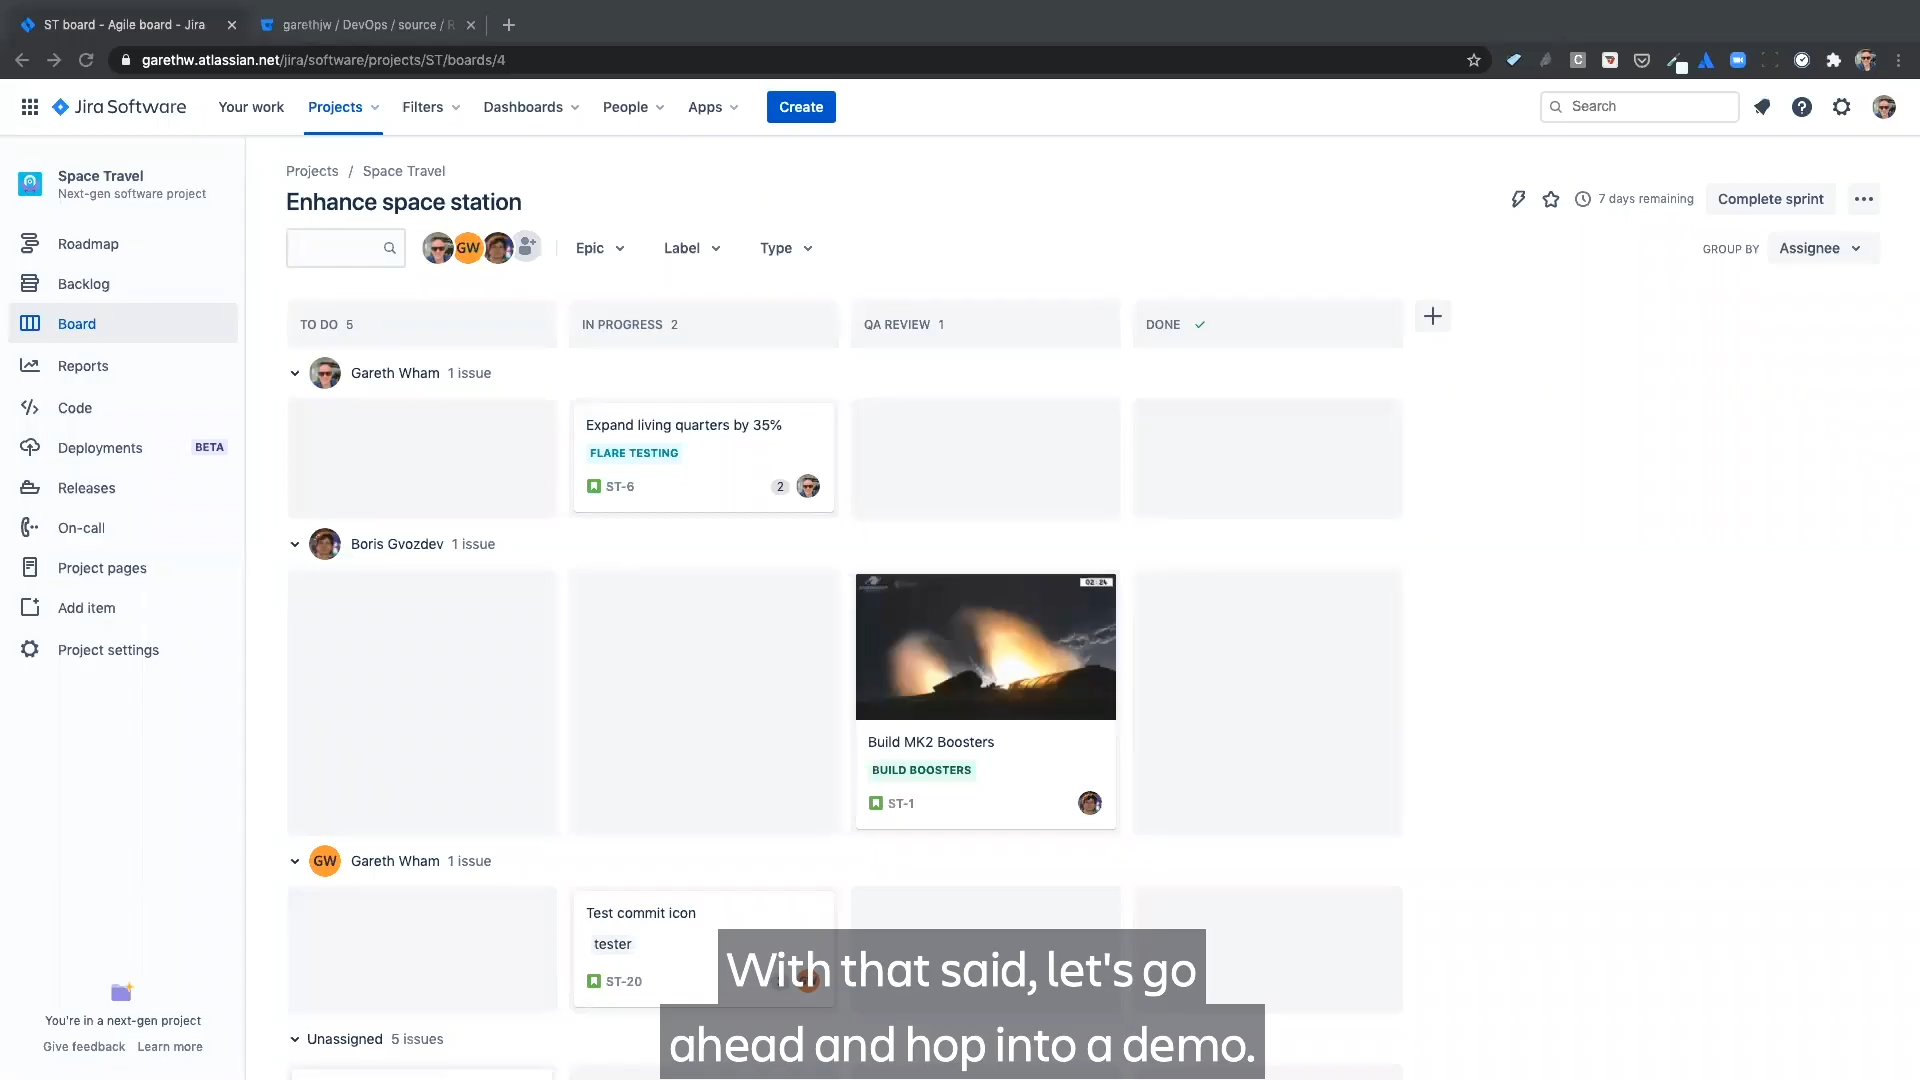 ST board - Agile board - Jira
garethjw / DevOps / source / R
garethw.atlassian.net/jira/software/projects/ST/boards/4
Jira Software
Your work
Projects
Filters
Dashboards
People
Apps
Create
Search
Space Travel
Next-gen software project
Roadmap
Backlog
Board
Reports
Code
Deployments
BETA
Releases
On-call
Project pages
Add item
Project settings
You're in a next-gen project
Give feedback
Learn more
Projects / Space Travel
Enhance space station
7 days remaining
Complete sprint
GW
Epic
Label
Type
GROUP BY
Assignee
TO DO 5
IN PROGRESS 2
QA REVIEW 1
DONE
Gareth Wham 1 issue
Expand living quarters by 35%
FLARE TESTING
ST-6
2
Boris Gvozdev 1 issue
02:24
Build MK2 Boosters
BUILD BOOSTERS
ST-1
GW
Gareth Wham 1 issue
Test commit icon
tester
ST-20
Unassigned 5 issues
With that said, let's go
ahead and hop into a demo.